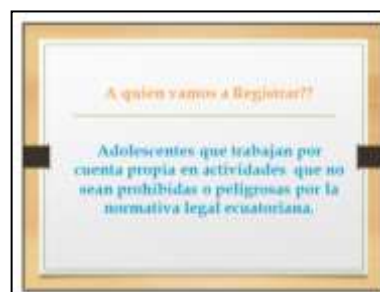 A quien vamos a Registrar??
Adolescentes que trabajan por
cuenta propia en actividades que no
sean prohibidas o peligrosas por la
normativa legal ecuatoriana.